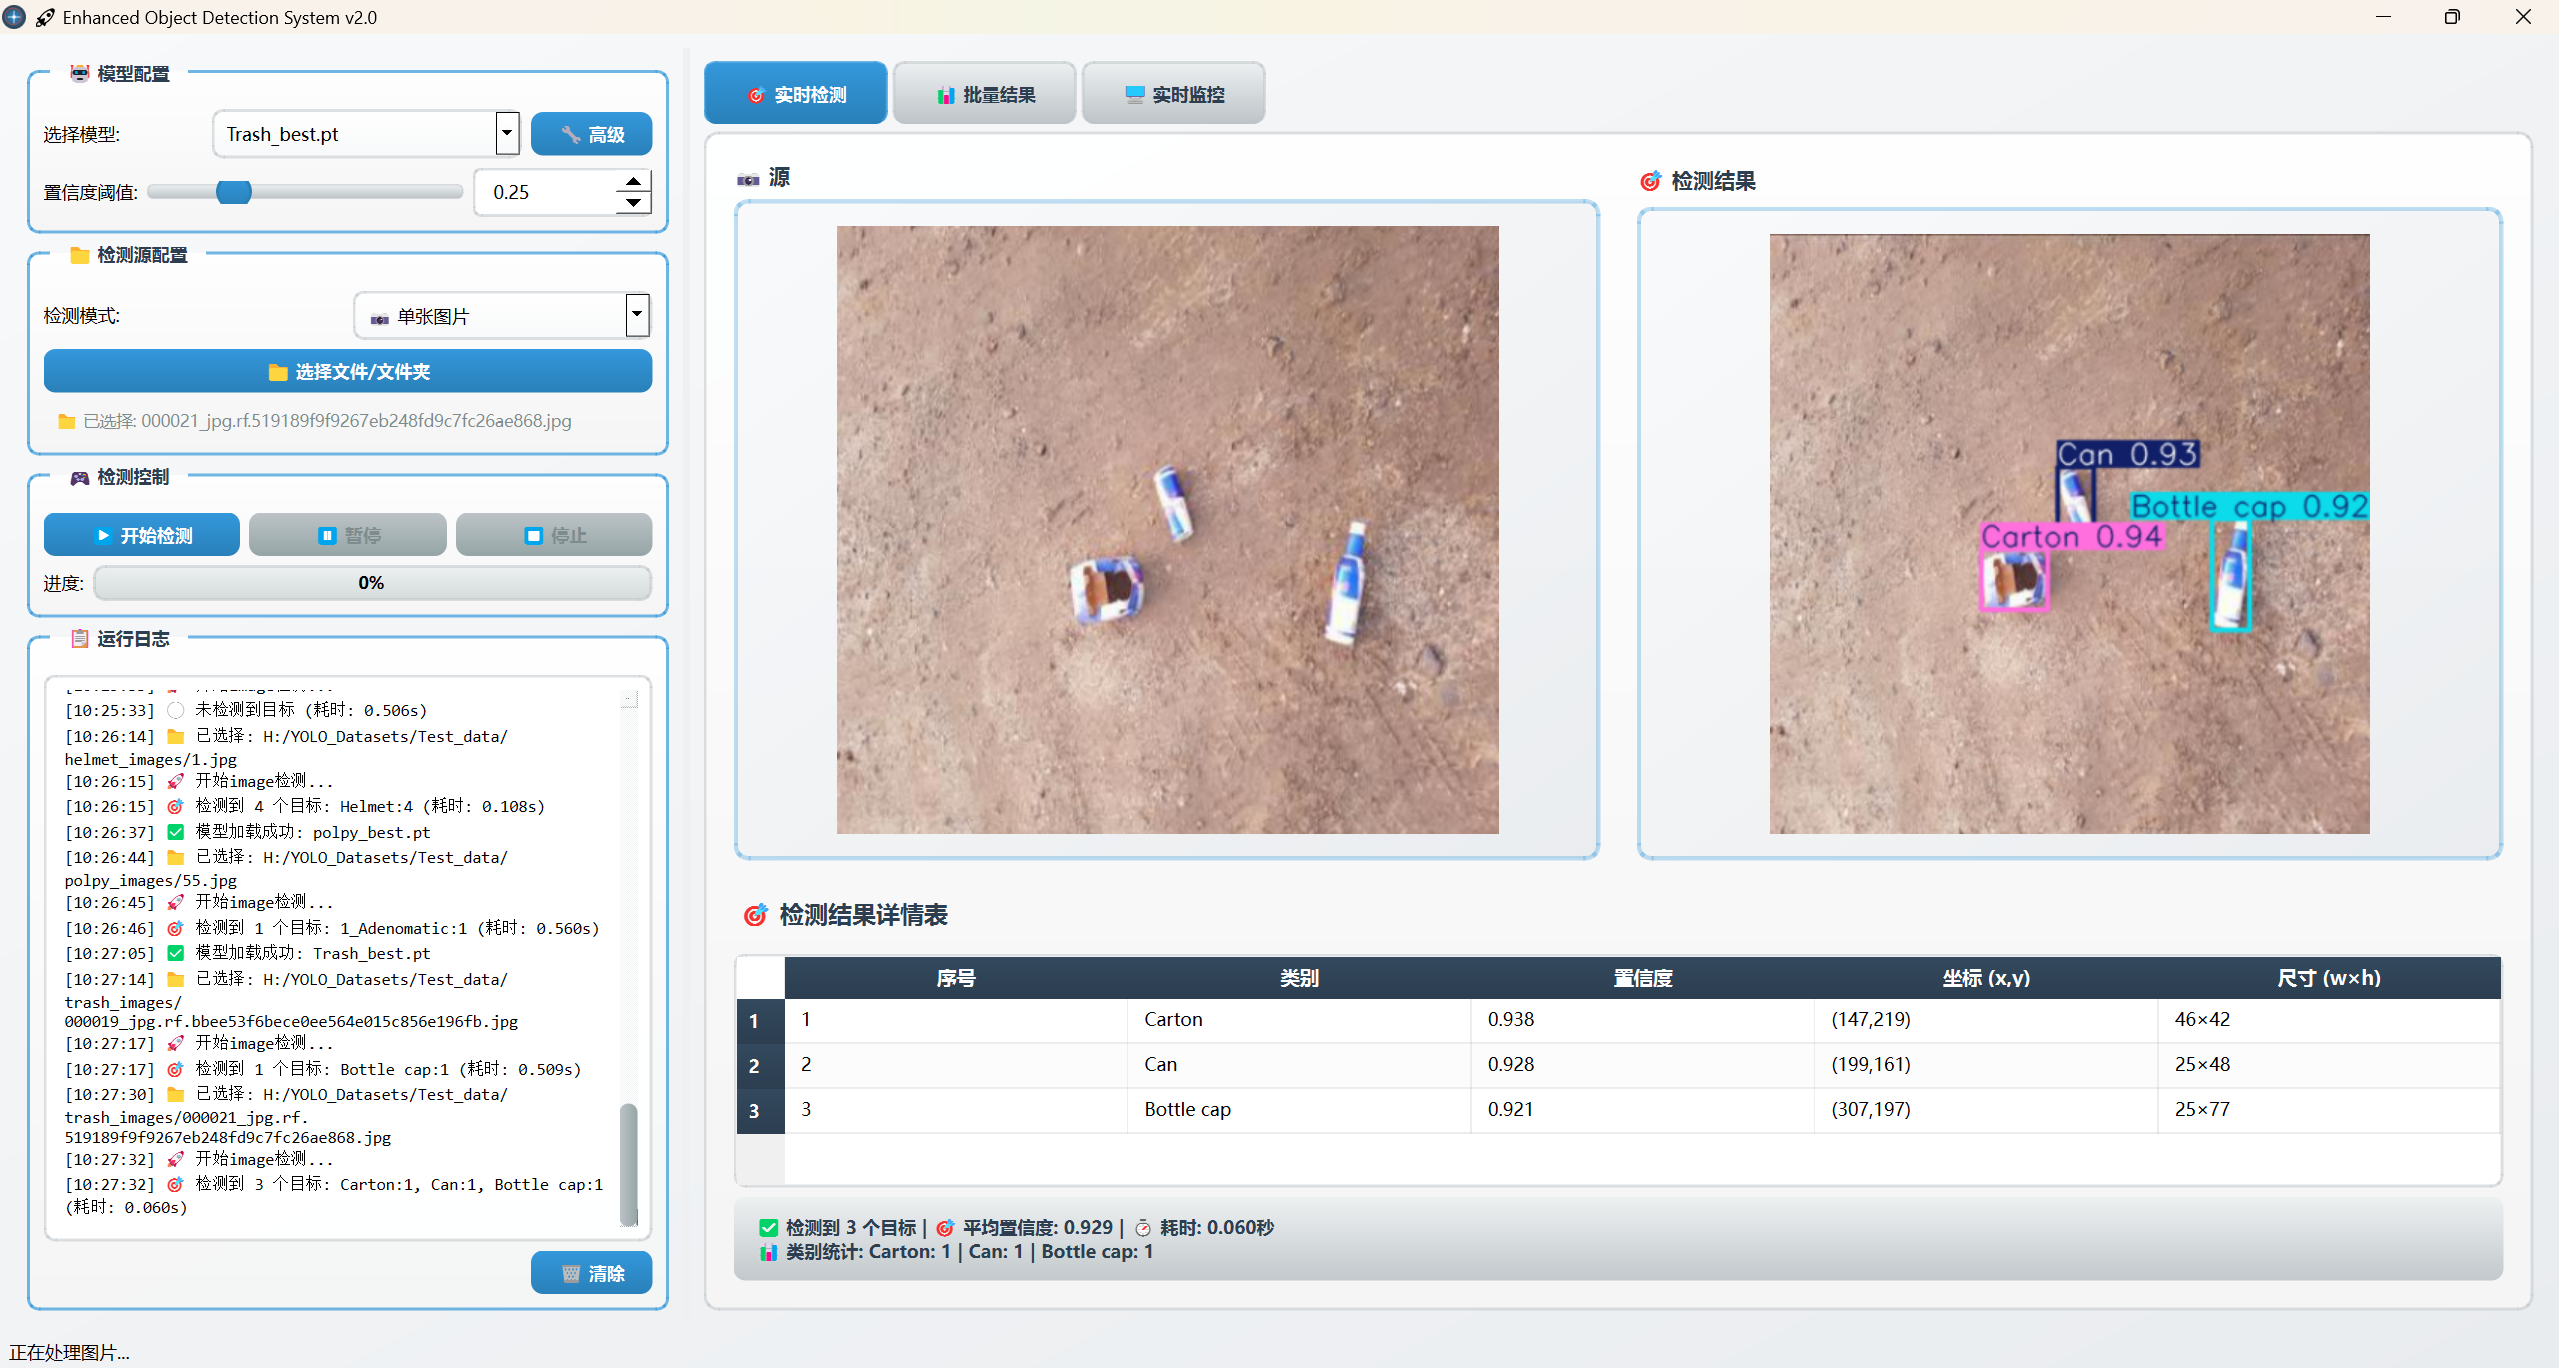 Enhanced Object Detection System v2.0
模型配置
选择模型:
Trash_best.pt
高级
置信度阈值:
0.25
检测源配置
检测模式:
单张图片
选择文件/文件夹
已选择: 000021_jpg.rf.519189f9f9267eb248fd9c7fc26ae868.jpg
检测控制
开始检测
暂停
停止
进度:
0%
运行日志
[10:25:33] 未检测到目标 (耗时: 0.506s)
[10:26:14] 已选择: H:/YOLO_Datasets/Test_data/
helmet_images/1.jpg
[10:26:15] 开始image检测...
[10:26:15] 检测到 4 个目标: Helmet:4 (耗时: 0.108s)
[10:26:37] 模型加载成功: polpy_best.pt
[10:26:44] 已选择: H:/YOLO_Datasets/Test_data/
polpy_images/55.jpg
[10:26:45] 开始image检测...
[10:26:46] 检测到 1 个目标: 1_Adenomatic:1 (耗时: 0.560s)
[10:27:05] 模型加载成功: Trash_best.pt
[10:27:14] 已选择: H:/YOLO_Datasets/Test_data/
trash_images/
000019_jpg.rf.bbee53f6bece0ee564e015c856e196fb.jpg
[10:27:17] 开始image检测...
[10:27:17] 检测到 1 个目标: Bottle cap:1 (耗时: 0.509s)
[10:27:30] 已选择: H:/YOLO_Datasets/Test_data/
trash_images/000021_jpg.rf.
519189f9f9267eb248fd9c7fc26ae868.jpg
[10:27:32] 开始image检测...
[10:27:32] 检测到 3 个目标: Carton:1, Can:1, Bottle cap:1
(耗时: 0.060s)
清除
正在处理图片...
实时检测
批量结果
实时监控
源
检测结果
Can 0.93
Bottle cap 0.92
Carton 0.94
检测结果详情表
序号 类别 置信度 坐标 (x,y) 尺寸 (w×h)
1 1 Carton 0.938 (147,219) 46×42
2 2 Can 0.928 (199,161) 25×48
3 3 Bottle cap 0.921 (307,197) 25×77
检测到 3 个目标 | 平均置信度: 0.929 | 耗时: 0.060秒
类别统计: Carton: 1 | Can: 1 | Bottle cap: 1